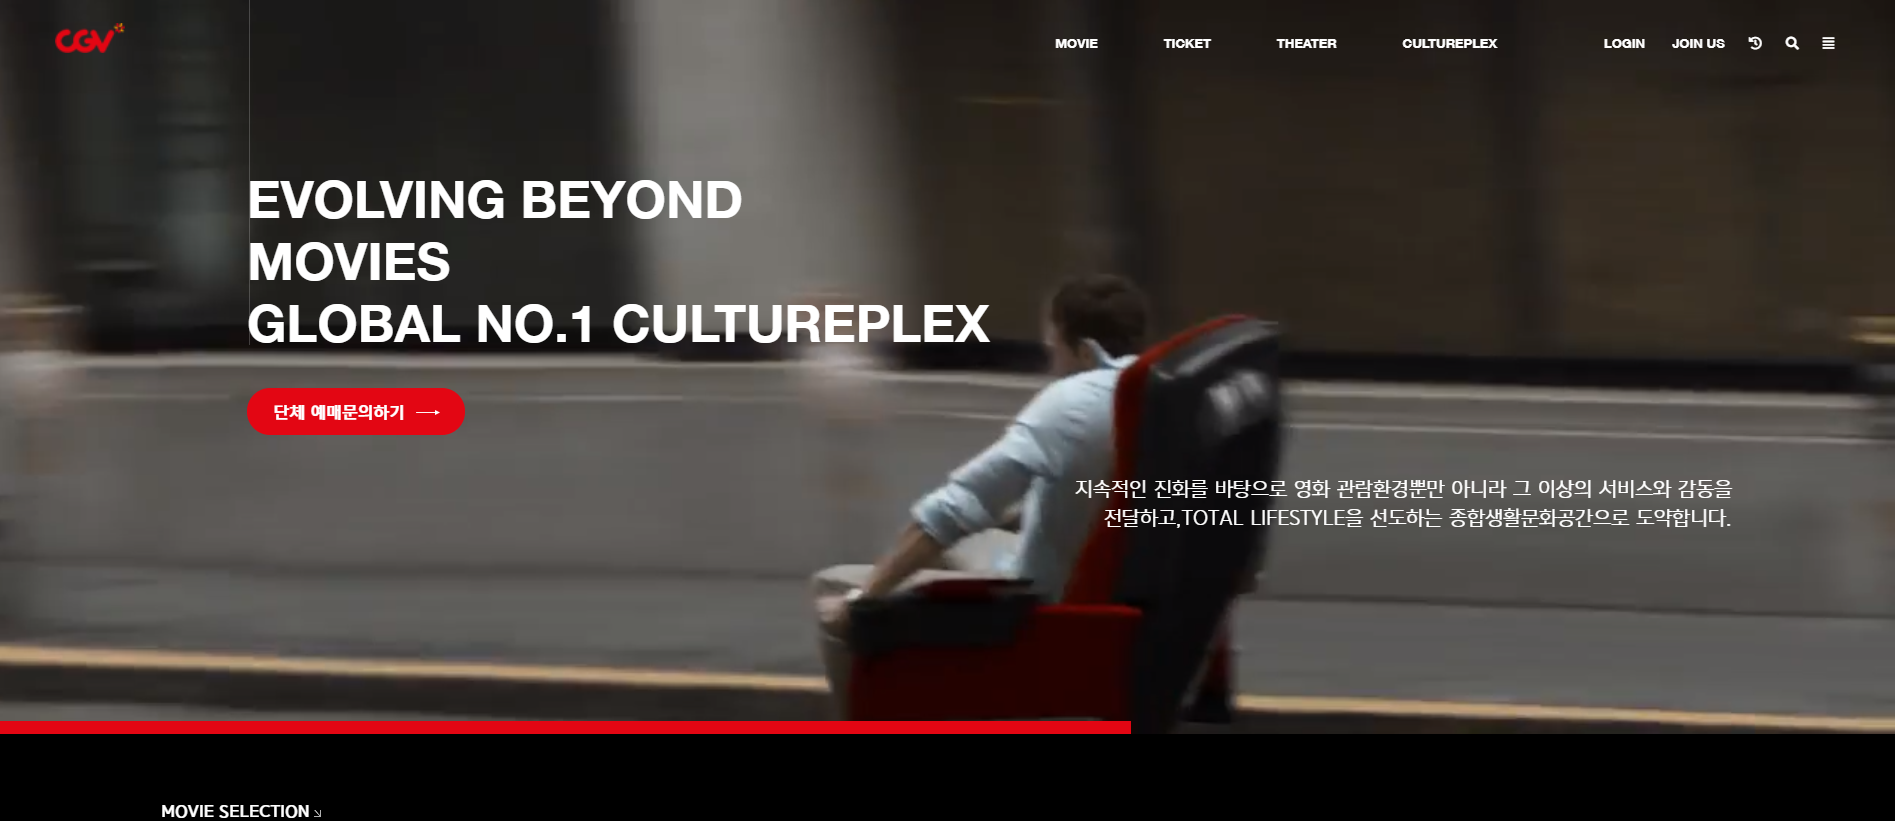 CGV
MOVIE TICKET THEATER CULTUREPLEX LOGIN JOIN US
EVOLVING BEYOND
MOVIES
GLOBAL NO.1 CULTUREPLEX
단체 예매문의하기
지속적인 진화를 바탕으로 영화 관람환경뿐만 아니라 그 이상의 서비스와 감동을
전달하고,TOTAL LIFESTYLE을 선도하는 종합생활문화공간으로 도약합니다.
MOVIE SELECTION